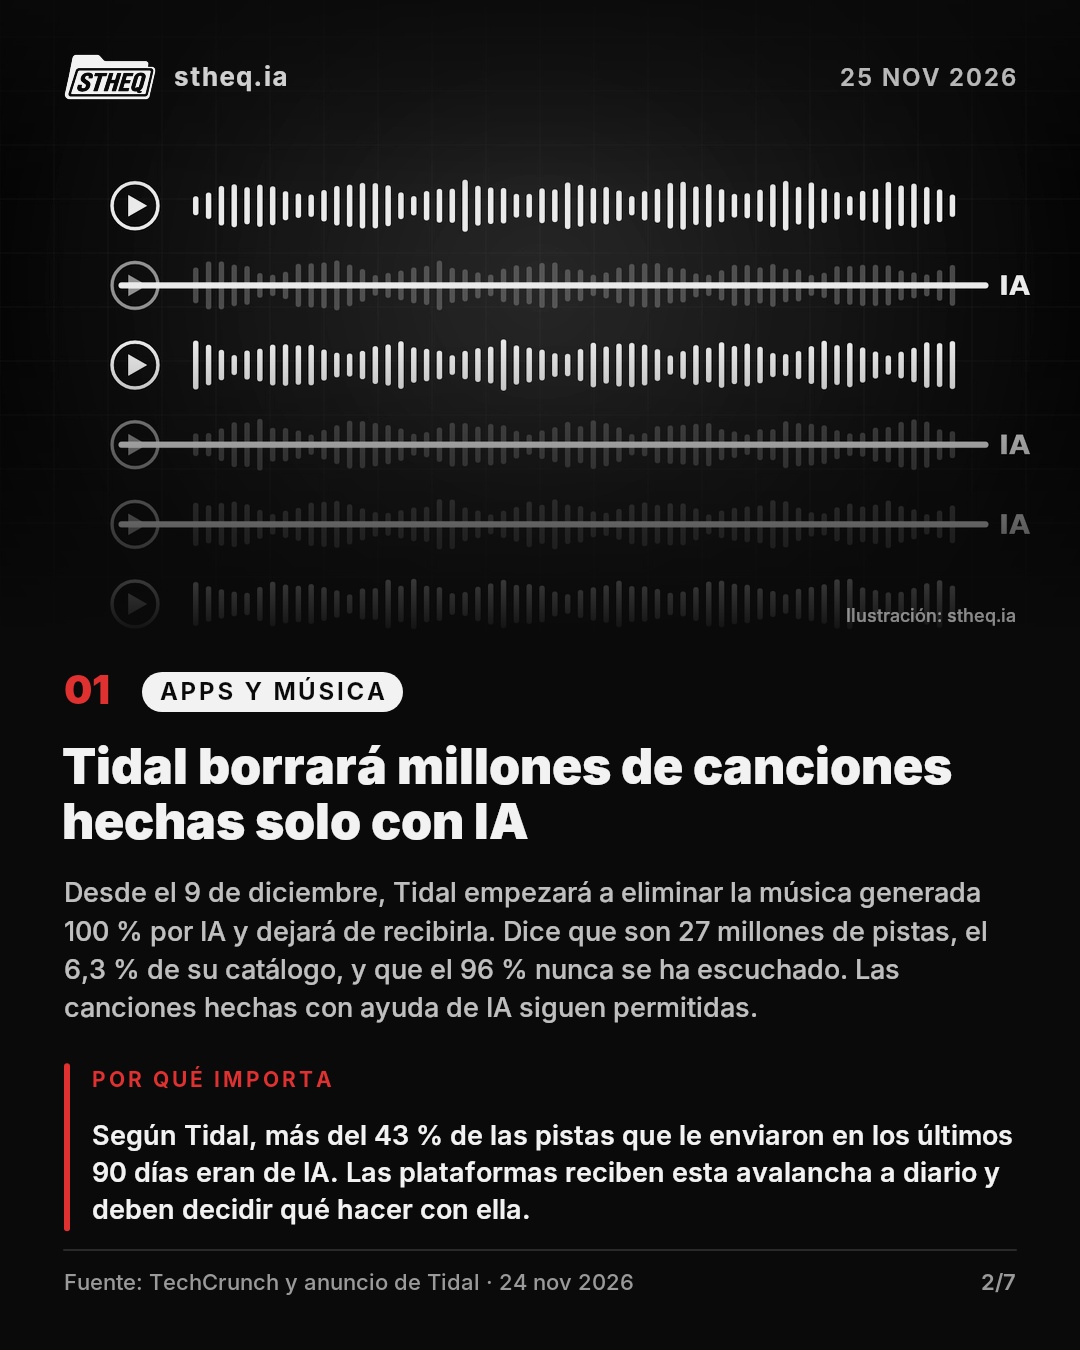 STHEQ stheq.ia 25 NOV 2026
IA
IA
IA
Ilustración: stheq.ia
01 APPS Y MÚSICA
Tidal borrará millones de canciones
hechas solo con IA
Desde el 9 de diciembre, Tidal empezará a eliminar la música generada
100 % por IA y dejará de recibirla. Dice que son 27 millones de pistas, el
6,3 % de su catálogo, y que el 96 % nunca se ha escuchado. Las
canciones hechas con ayuda de IA siguen permitidas.
POR QUÉ IMPORTA
Según Tidal, más del 43 % de las pistas que le enviaron en los últimos
90 días eran de IA. Las plataformas reciben esta avalancha a diario y
deben decidir qué hacer con ella.
Fuente: TechCrunch y anuncio de Tidal · 24 nov 2026 2/7